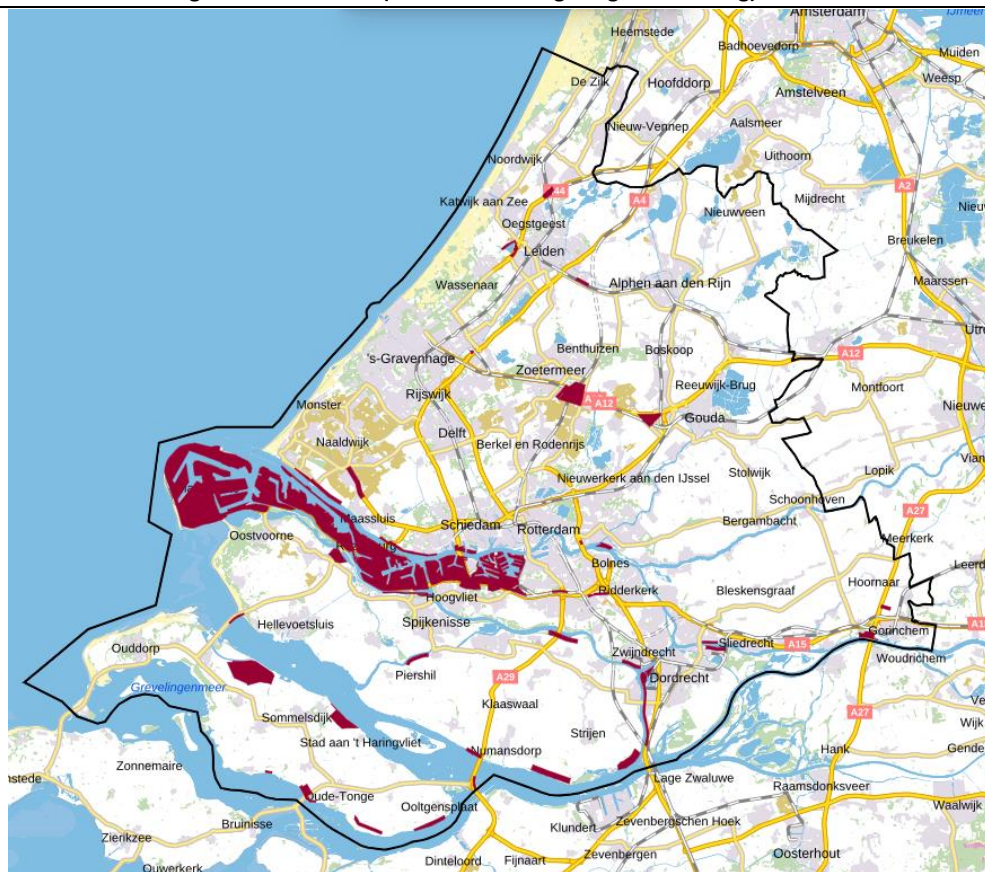 Amsterdam
IJmeer
Heemstede
Badhoevedorp
Muiden
De Zilk
Hoofddorp
Weesp
Amstelveen
Nieuw-Vennep
Aalsmeer
Noordwijk
Uithoorn
A44
A2
Katwijk aan Zee
A4
Mijdrecht
Nieuwveen
Oegstgeest
Breukelen
Leiden
Maarssen
Wassenaar
Alphen aan den Rijn
's-Gravenhage
Benthuizen
Boskoop
A12
Zoetermeer
Reeuwijk-Brug
Montfoort
Rijswijk
A12
Monster
Gouda
Naaldwijk
Delft
Berkel en Rodenrijs
Stolwijk
Lopik
Nieuwerkerk aan den IJssel
Schoonhoven
Maassluis
Schiedam
Rotterdam
Bergambacht
A27
Oostvoorne
Meerkerk
Bolnes
Hoornaar
Hoogvliet
Ridderkerk
Bleskensgraaf
Hellevoetsluis
Spijkenisse
Gorinchem
Ouddorp
Zwijndrecht
Sliedrecht
A15
Woudrichem
Piershil
A29
Dordrecht
Grevelingenmeer
Klaaswaal
A27
Sommelsdijk
Strijen
Stad aan 't Haringvliet
Numansdorp
Hank
Zonnemaire
Lage Zwaluwe
Raamsdonksveer
Oude-Tonge
Ooltgensplaat
Waalwijk
Bruinisse
Klundert
Zevenbergschen Hoek
Zierikzee
Zevenbergen
Oosterhout
Dinteloord
Fijnaart
Ouwerkerk